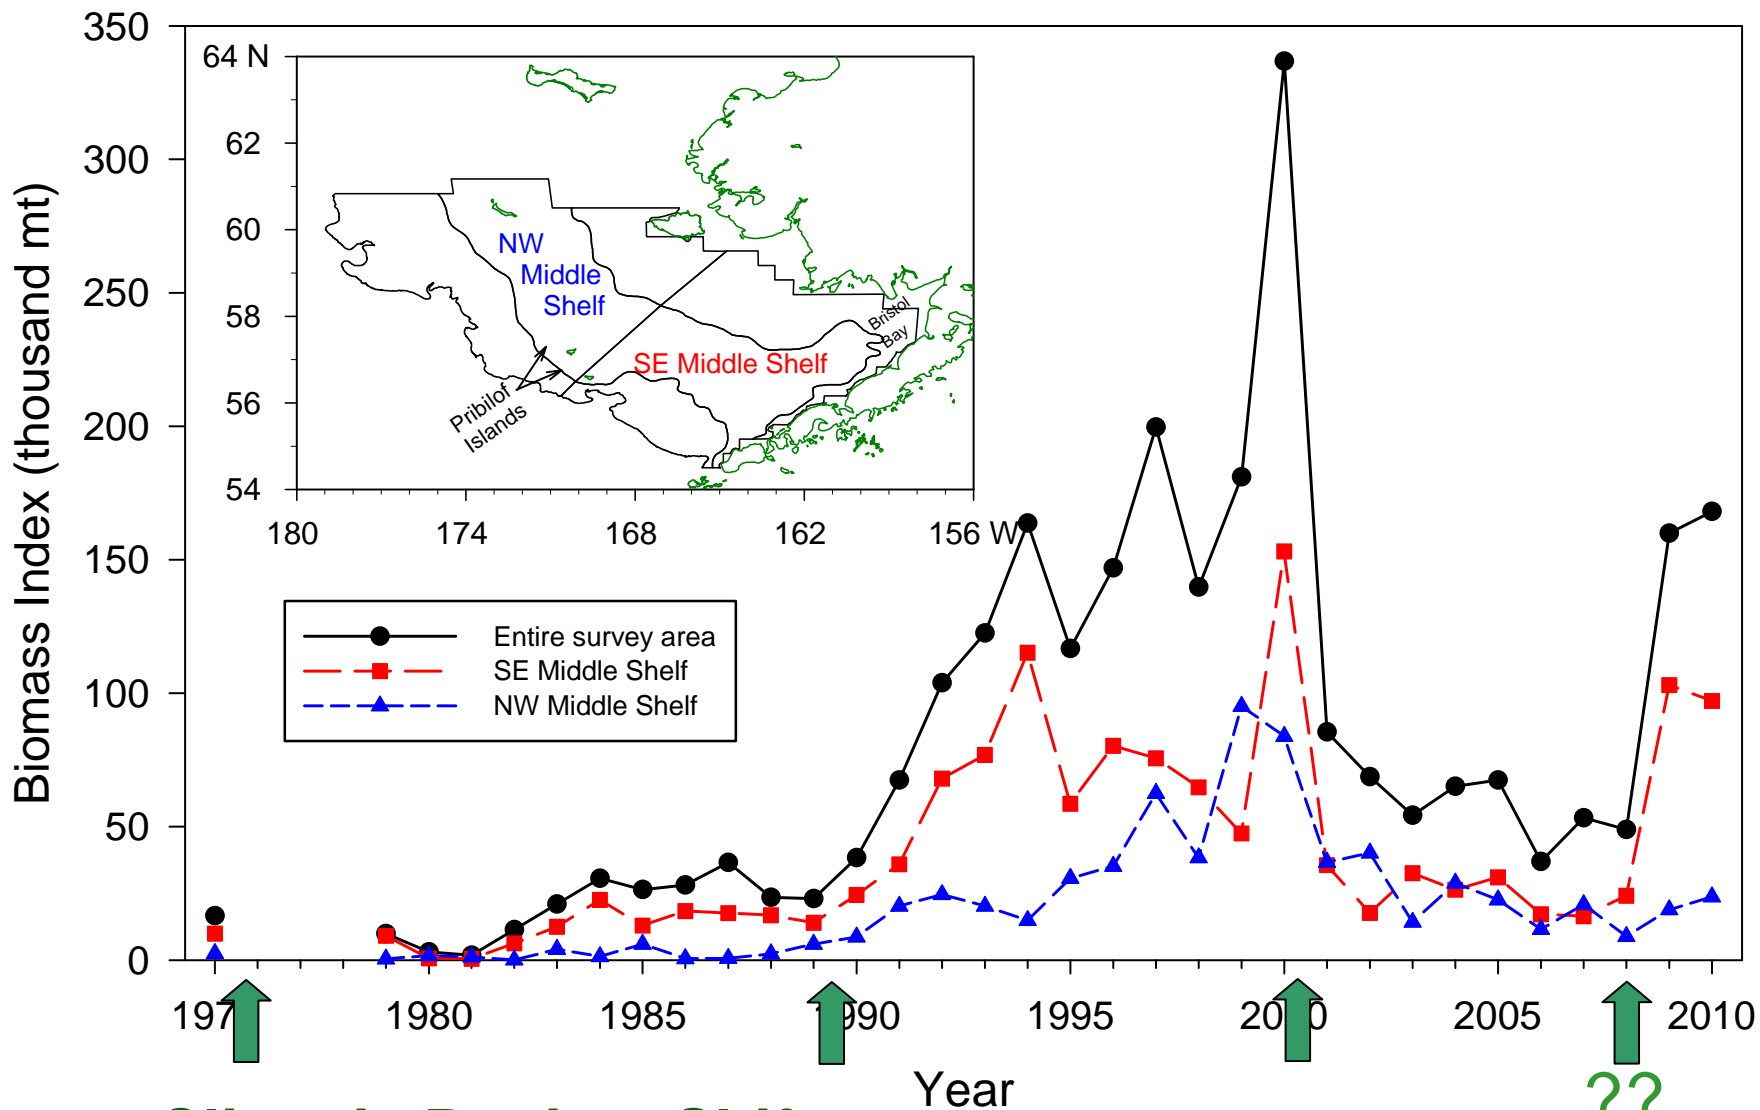 350
300
250
200
150
100
50
0
Biomass Index (thousand mt)
64 N
62
60
58
56
54
180
174
168
162
156 W
NW
Middle
Shelf
SE Middle Shelf
Bristol
Bay
Pribilof
Islands
Entire survey area
SE Middle Shelf
NW Middle Shelf
1980
1985
1995
2005
2010
Year
??